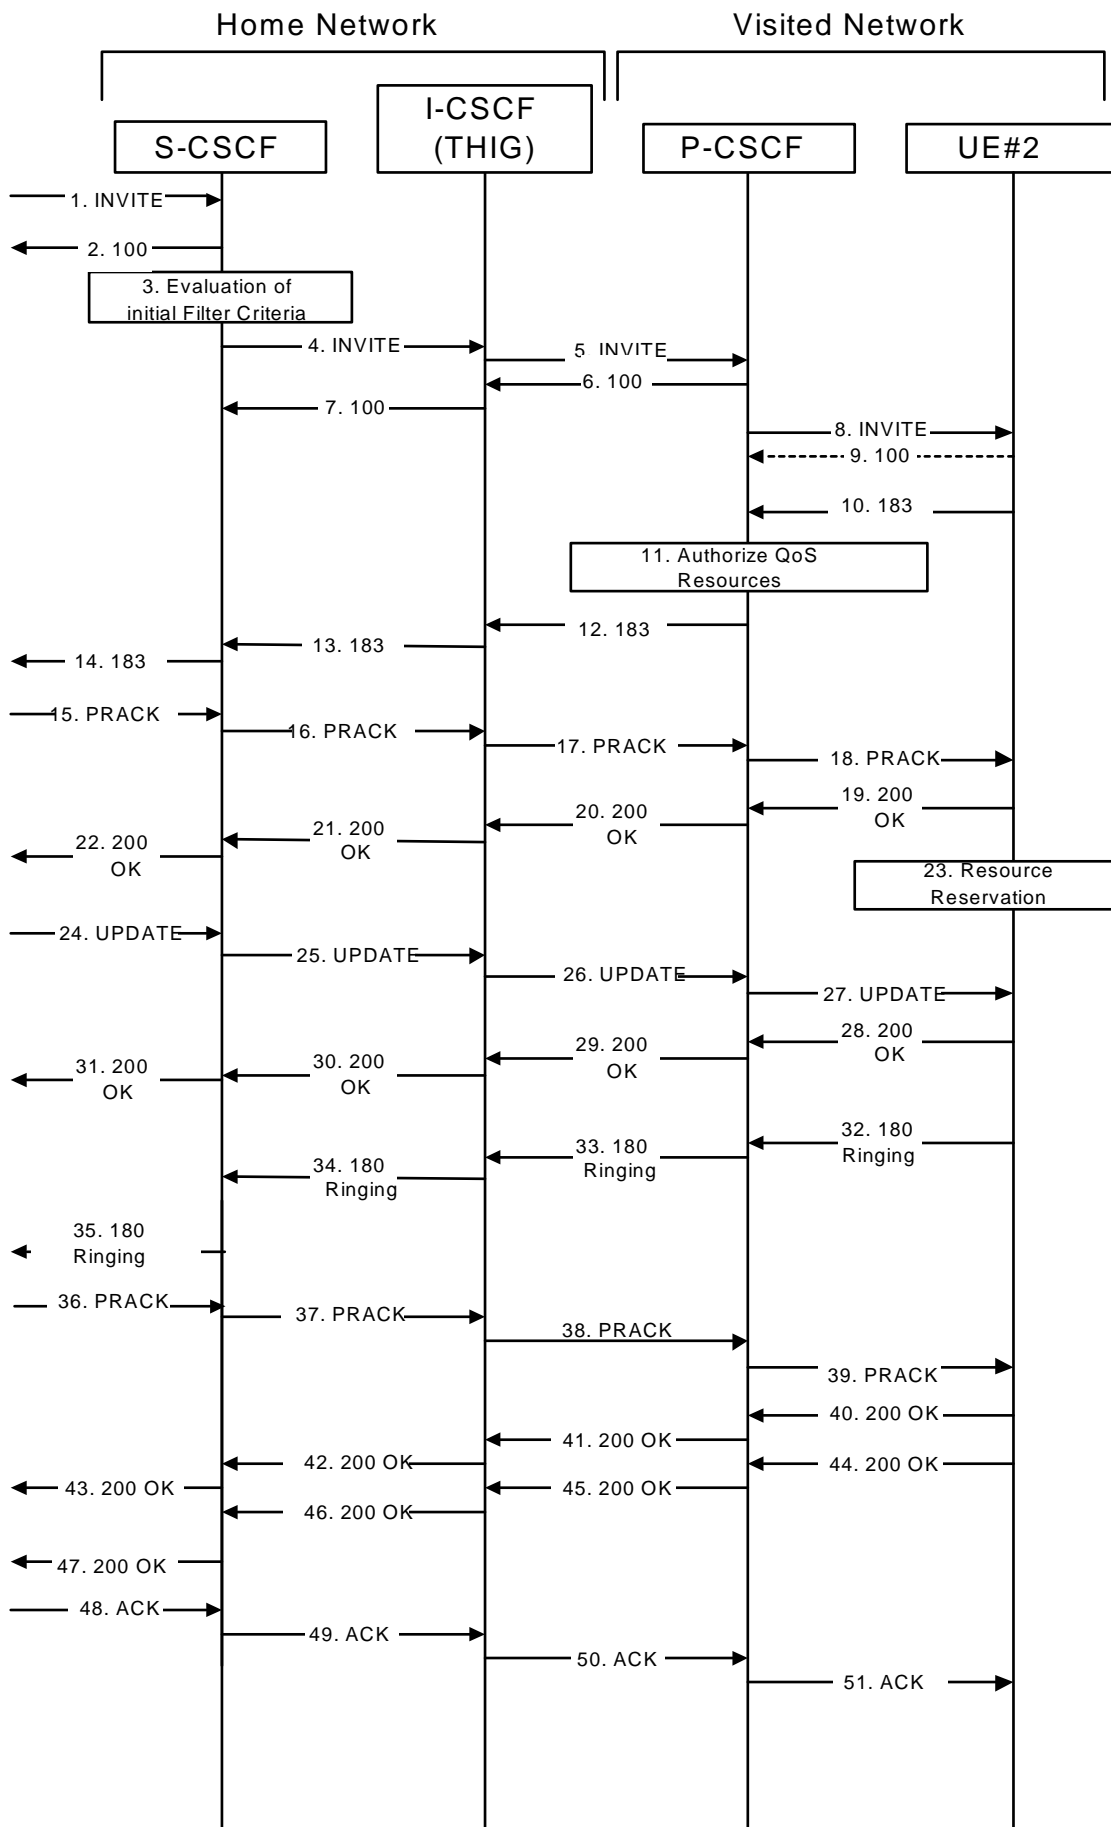 Home Network
Visited Network
S-CSCF
I-CSCF
(THIG)
P-CSCF
UE#2
1. INVITE
2. 100
3. Evaluation of
initial Filter Criteria
4. INVITE
5. INVITE
6. 100
7. 100
8. INVITE
9. 100
10. 183
11. Authorize QoS
Resources
12. 183
13. 183
14. 183
15. PRACK
16. PRACK
17. PRACK
18. PRACK
19. 200
OK
20. 200
OK
21. 200
OK
22. 200
OK
23. Resource
Reservation
24. UPDATE
25. UPDATE
26. UPDATE
27. UPDATE
28. 200
OK
29. 200
OK
30. 200
OK
31. 200
OK
32. 180
Ringing
33. 180
Ringing
34. 180
Ringing
35. 180
Ringing
36. PRACK
37. PRACK
38. PRACK
39. PRACK
40. 200 OK
41. 200 OK
42. 200 OK
43. 200 OK
44. 200 OK
45. 200 OK
46. 200 OK
47. 200 OK
48. ACK
49. ACK
50. ACK
51. ACK